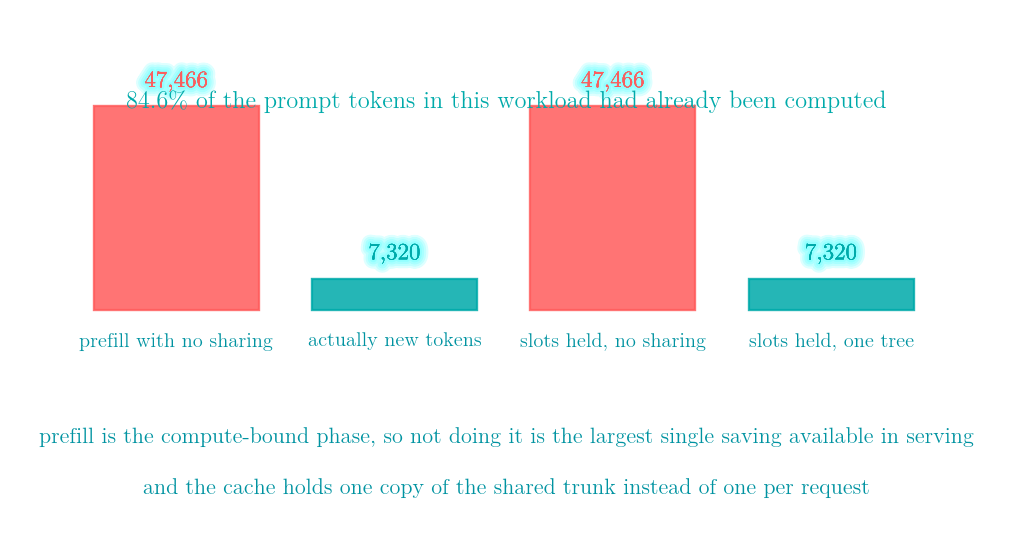 47,466
47,466
84.6% of the prompt tokens in this workload had already been computed
7,320
7,320
prefill with no sharing
actually new tokens
slots held, no sharing
slots held, one tree
prefill is the compute-bound phase, so not doing it is the largest single saving available in serving
and the cache holds one copy of the shared trunk instead of one per request